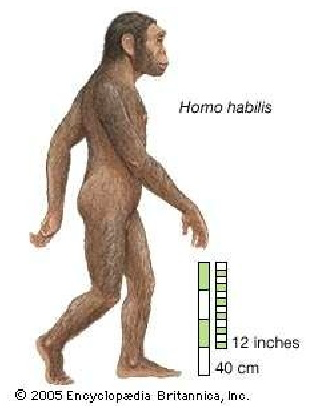 Homo habilis
12 inches
40 cm
© 2005 Encyclopædia Britannica, Inc.